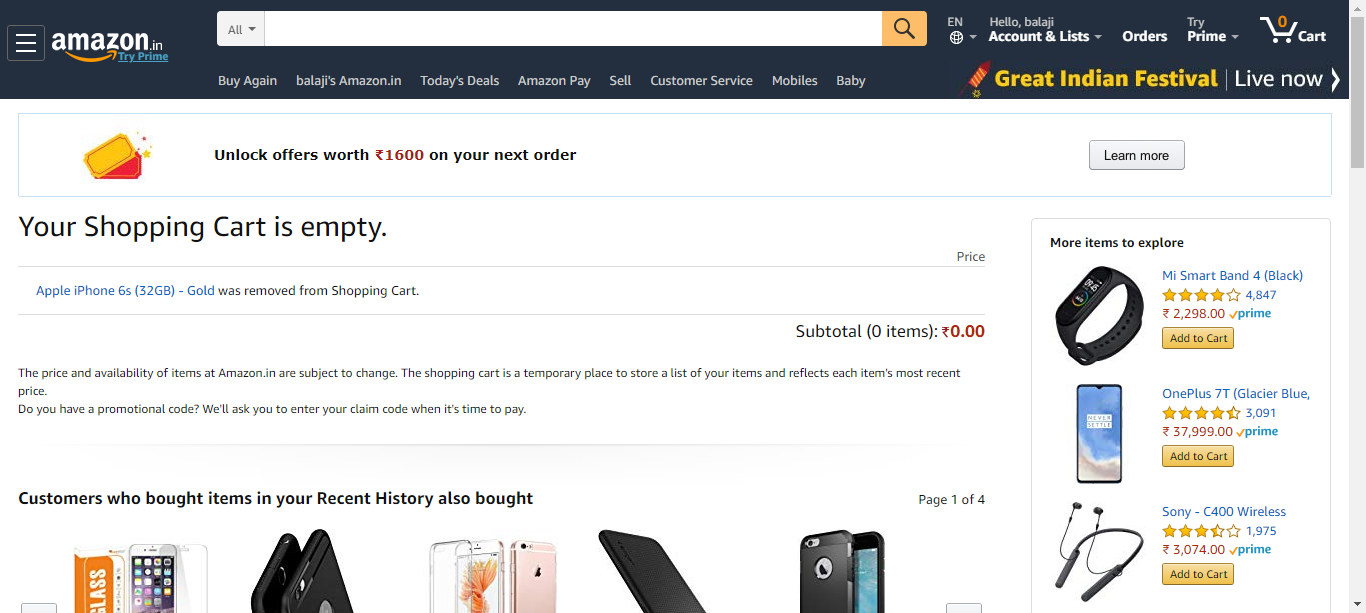 All
EN
Hello, balaji
Try
0
amazon.in
Try Prime
Account & Lists
Orders
Prime
Cart
Buy Again
balaji's Amazon.in
Today's Deals
Amazon Pay
Sell
Customer Service
Mobiles
Baby
Great Indian Festival | Live now
Unlock offers worth ₹1600 on your next order
Learn more
Your Shopping Cart is empty.
Price
Apple iPhone 6s (32GB) - Gold was removed from Shopping Cart.
Subtotal (0 items): ₹0.00
The price and availability of items at Amazon.in are subject to change. The shopping cart is a temporary place to store a list of your items and reflects each item's most recent
price.
Do you have a promotional code? We'll ask you to enter your claim code when it's time to pay.
Customers who bought items in your Recent History also bought
Page 1 of 4
GLASS
More items to explore
Mi Smart Band 4 (Black)
4,847
₹ 2,298.00 prime
Add to Cart
NEVER
SETTLE
OnePlus 7T (Glacier Blue,
3,091
₹ 37,999.00 prime
Add to Cart
Sony - C400 Wireless
1,975
₹ 3,074.00 prime
Add to Cart